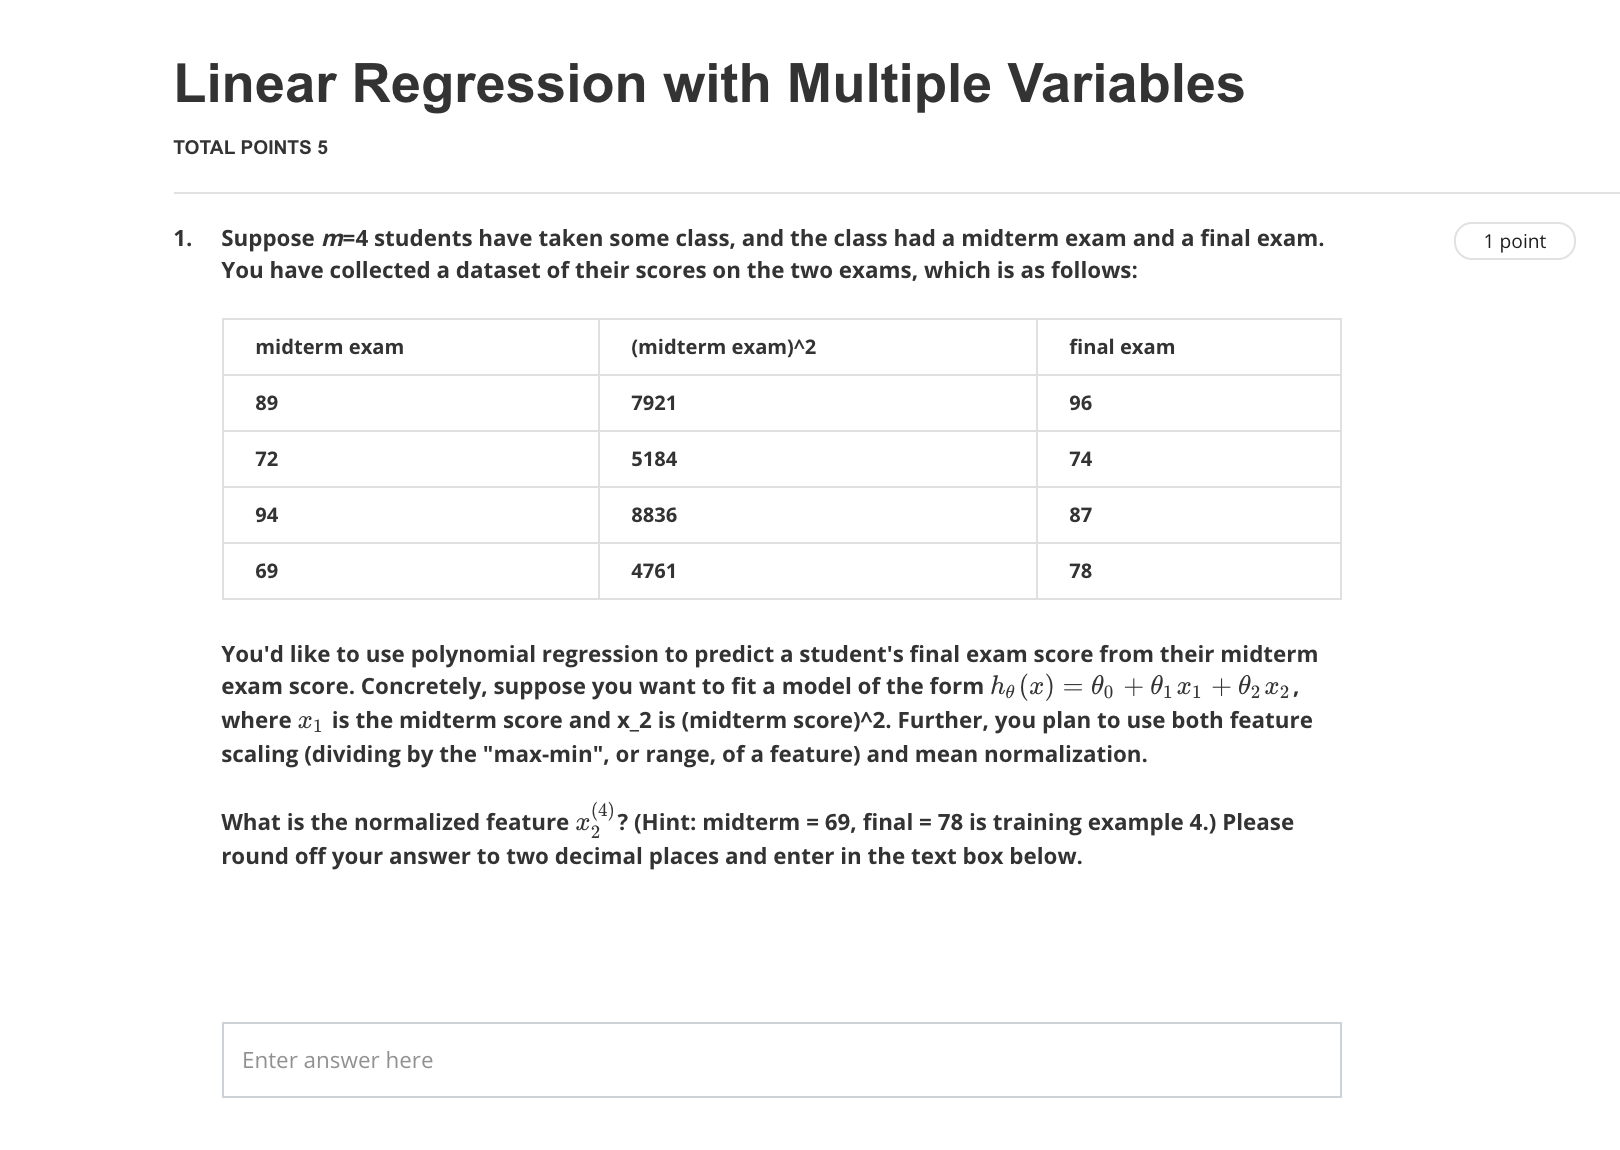 Linear Regression with Multiple Variables
TOTAL POINTS 5
1. Suppose m=4 students have taken some class, and the class had a midterm exam and a final exam. 1 point
You have collected a dataset of their scores on the two exams, which is as follows:
midterm exam (midterm exam)^2 final exam
89 7921 96
72 5184 74
94 8836 87
69 4761 78
You'd like to use polynomial regression to predict a student's final exam score from their midterm
exam score. Concretely, suppose you want to fit a model of the form h_θ(x) = θ_0 + θ_1 x_1 + θ_2 x_2,
where x_1 is the midterm score and x_2 is (midterm score)^2. Further, you plan to use both feature
scaling (dividing by the "max-min", or range, of a feature) and mean normalization.
What is the normalized feature x_2^(4)? (Hint: midterm = 69, final = 78 is training example 4.) Please
round off your answer to two decimal places and enter in the text box below.
Enter answer here